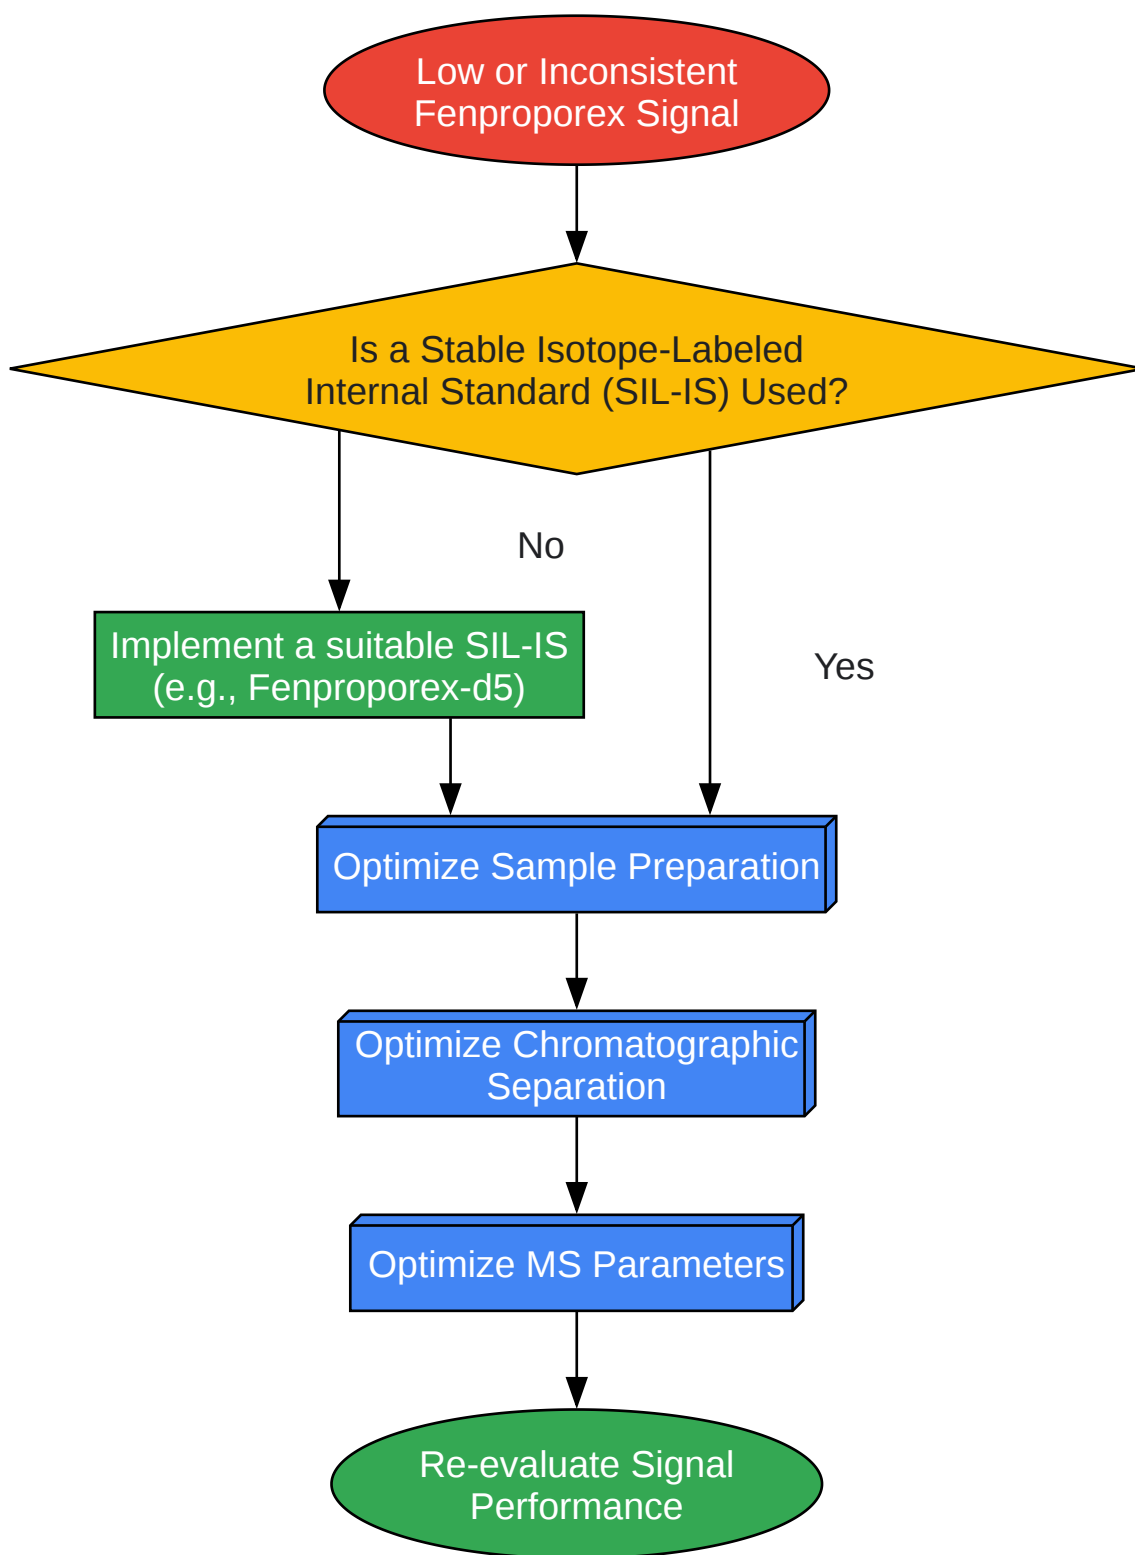 Low or Inconsistent
Fenproporex Signal
Is a Stable Isotope-Labeled
Internal Standard (SIL-IS) Used?
No
Implement a suitable SIL-IS
(e.g., Fenproporex-d5)
Yes
Optimize Sample Preparation
Optimize Chromatographic
Separation
Optimize MS Parameters
Re-evaluate Signal
Performance